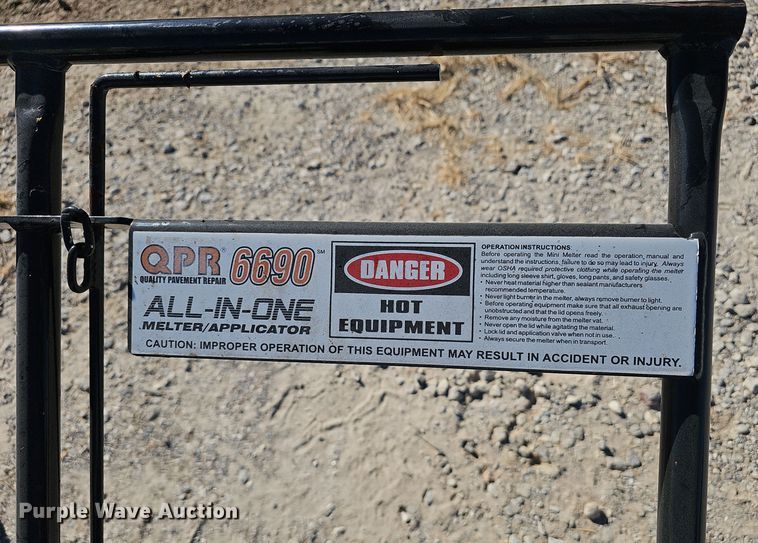 QPR 6690 SM
QUALITY PAVEMENT REPAIR
ALL-IN-ONE
MELTER/APPLICATOR
DANGER
HOT
EQUIPMENT
OPERATION INSTRUCTIONS:
Before operating the Mini Melter read the operation, manual and
understand the instructions, failure to do so may lead to injury. Always
wear OSHA required protective clothing while operating the melter
including long sleeve shirt, gloves, long pants, and safety glasses.
• Never heat material higher than sealant manufacturers
recommended temperature.
• Never light burner in the melter, always remove burner to light.
• Before operating equipment make sure that all exhaust opening are
unobstructed and that the lid opens freely.
• Remove any moisture from the melter vat.
• Never open the lid while agitating the material.
• Lock lid and application valve when not in use.
• Always secure the melter when in transport.
CAUTION: IMPROPER OPERATION OF THIS EQUIPMENT MAY RESULT IN ACCIDENT OR INJURY.
Purple Wave Auction